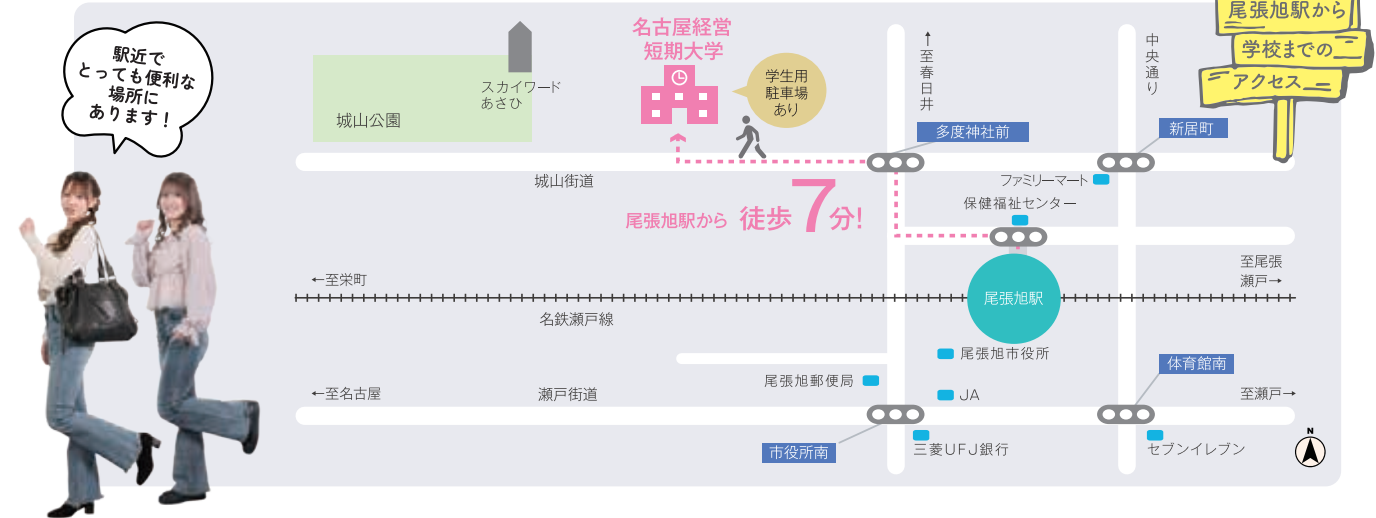 駅近で
とっても便利な
場所に
あります！
尾張旭駅から
学校までの
アクセス
名古屋経営
短期大学
学生用
駐車場
あり
スカイワード
あさひ
城山公園
↑至春日井
中央通り
多度神社前
新居町
城山街道
ファミリーマート
保健福祉センター
尾張旭駅から 徒歩7分!
←至栄町
至尾張
瀬戸→
尾張旭駅
名鉄瀬戸線
尾張旭市役所
体育館南
尾張旭郵便局
JA
←至名古屋
瀬戸街道
至瀬戸→
市役所南
三菱UFJ銀行
セブンイレブン
N